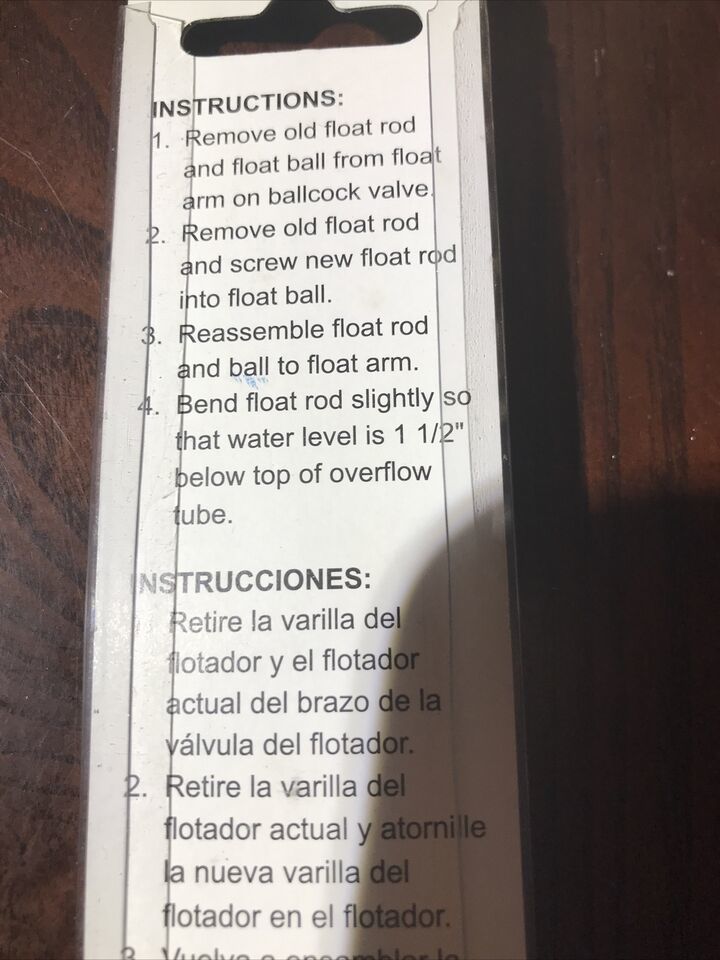 INSTRUCTIONS:
1. Remove old float rod
and float ball from float
arm on ballcock valve.
2. Remove old float rod
and screw new float rod
into float ball.
3. Reassemble float rod
and ball to float arm.
4. Bend float rod slightly so
that water level is 1 1/2"
below top of overflow
tube.
INSTRUCCIONES:
Retire la varilla del
flotador y el flotador
actual del brazo de la
válvula del flotador.
2. Retire la varilla del
flotador actual y atornille
la nueva varilla del
flotador en el flotador.
3. Vuelva a ensamblar la